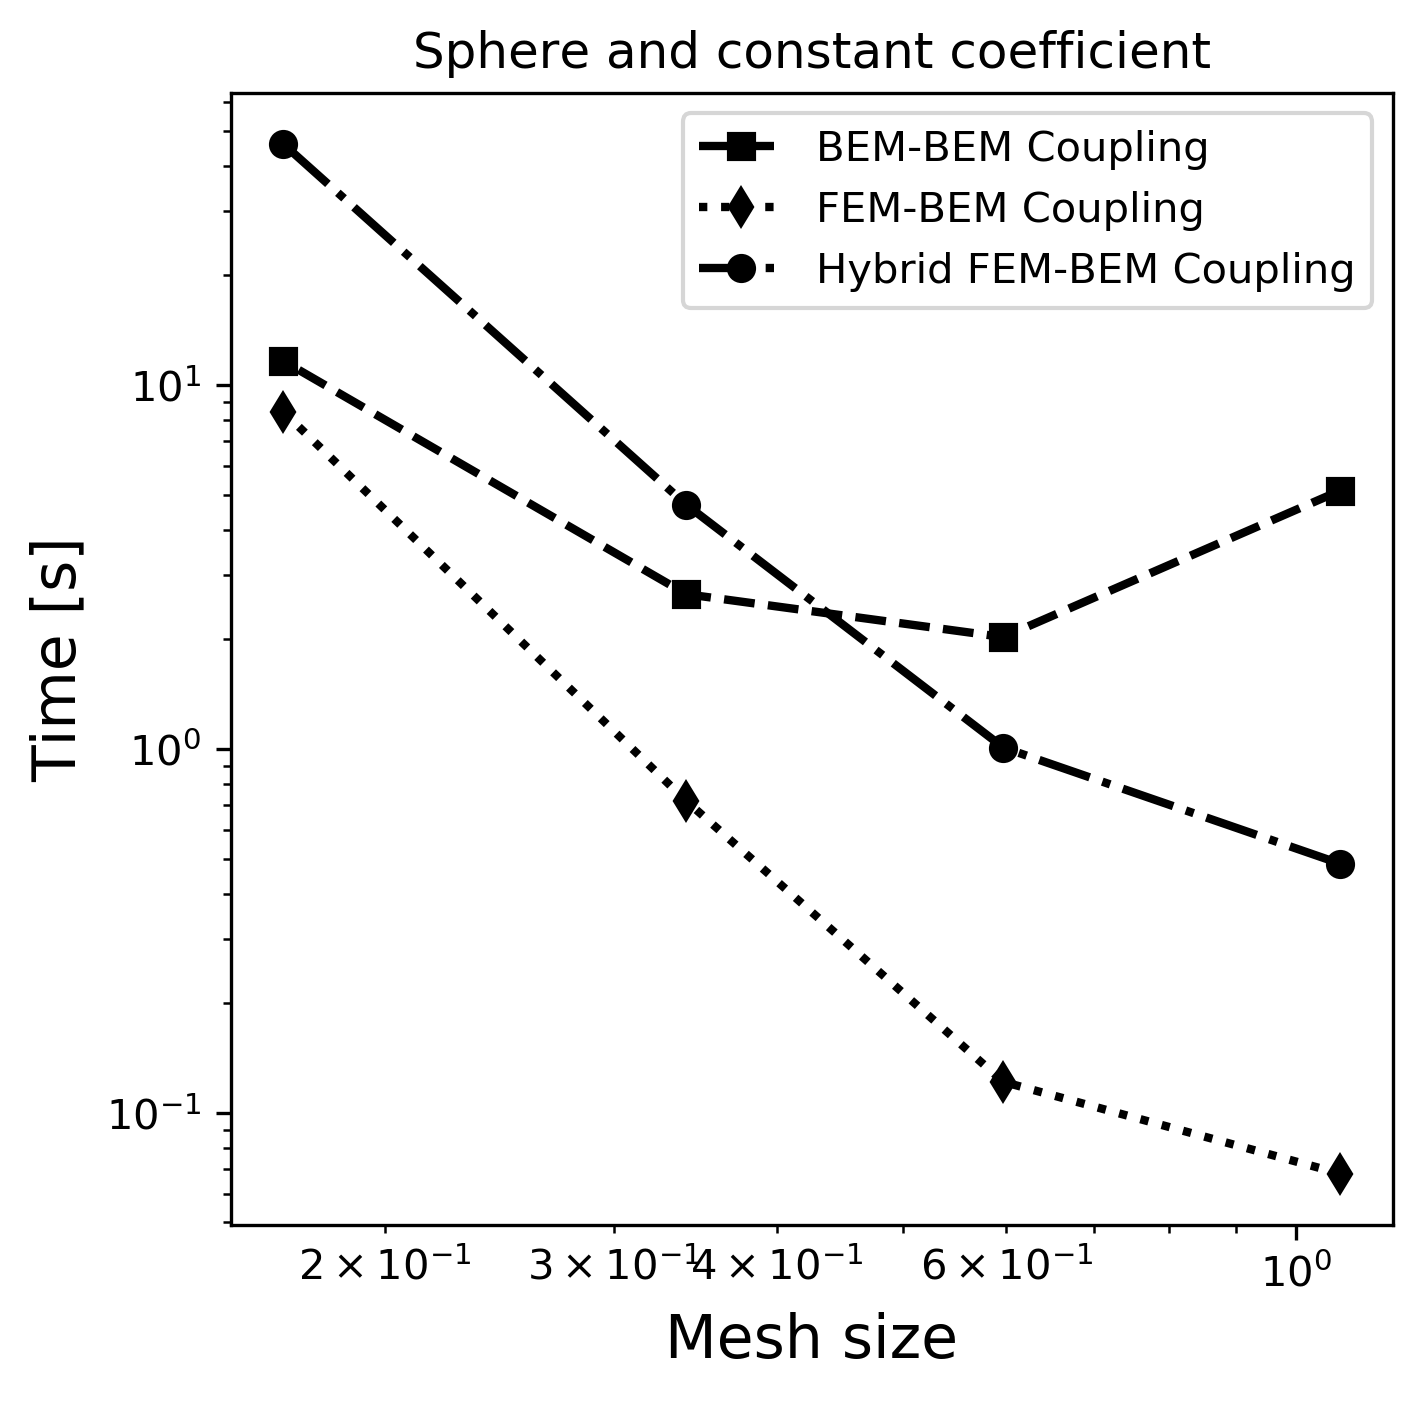 Sphere and constant coefficient
BEM-BEM Coupling
FEM-BEM Coupling
Hybrid FEM-BEM Coupling
Time [s]
10¹
10⁰
10⁻¹
2 × 10⁻¹
3 × 10⁻¹
4 × 10⁻¹
6 × 10⁻¹
10⁰
Mesh size